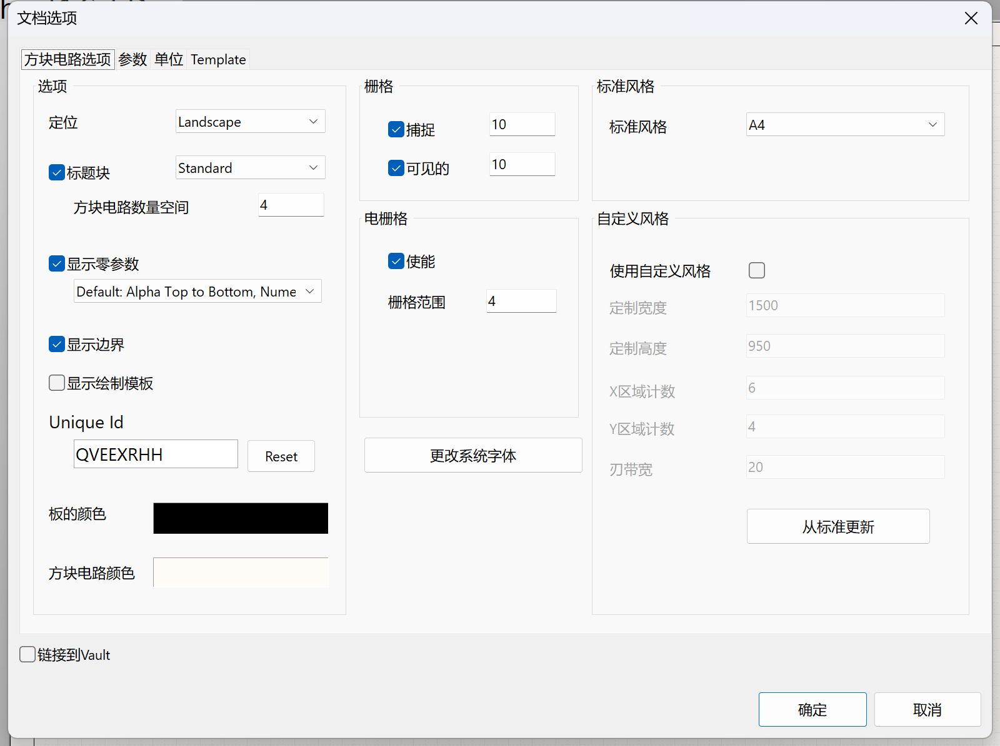 文档选项
方块电路选项 参数 单位 Template
选项
定位 Landscape
标题块 Standard
方块电路数量空间 4
显示零参数
Default: Alpha Top to Bottom, Nume
显示边界
显示绘制模板
Unique Id
QVEEXRHH Reset
板的颜色
方块电路颜色
栅格
捕捉 10
可见的 10
电栅格
使能
栅格范围 4
更改系统字体
标准风格
标准风格 A4
自定义风格
使用自定义风格
定制宽度 1500
定制高度 950
X区域计数 6
Y区域计数 4
刃带宽 20
从标准更新
链接到Vault
确定 取消